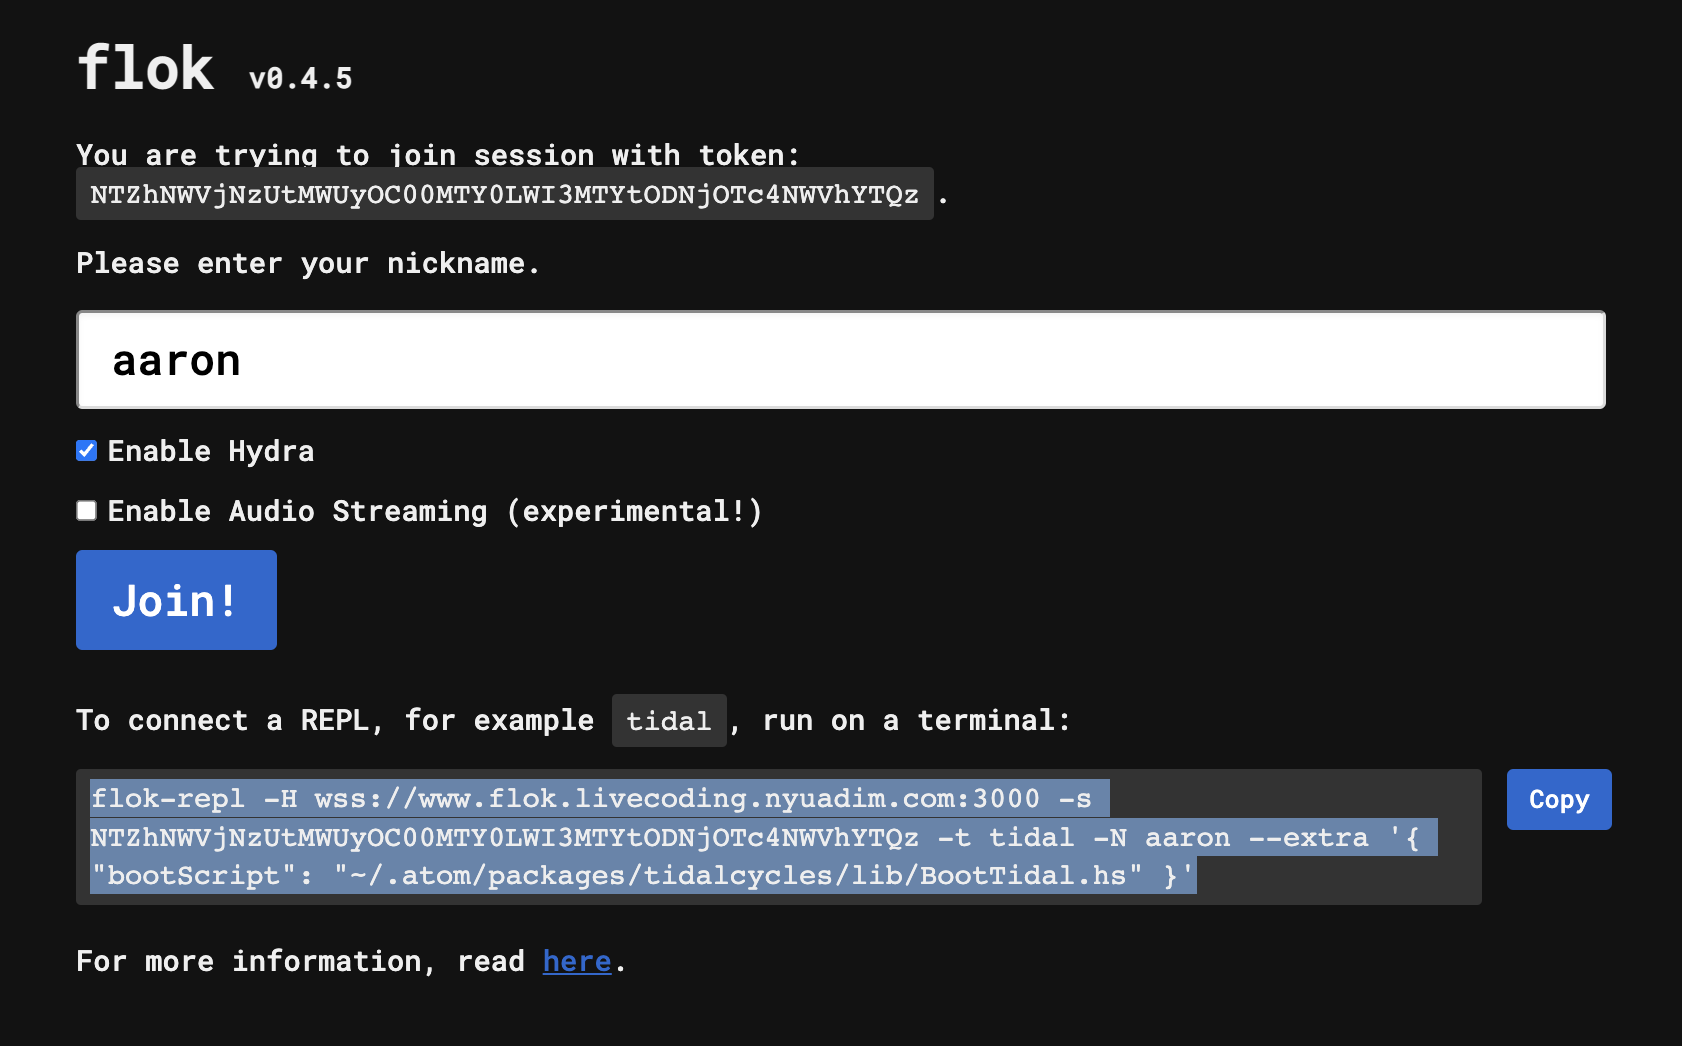 flok v0.4.5
You are trying to join session with token:
NTZhNWVjNzUtMWUyOC00MTY0LWI3MTYtODNjOTc4NWVhYTQz .
Please enter your nickname.
aaron
Enable Hydra
Enable Audio Streaming (experimental!)
Join!
To connect a REPL, for example tidal, run on a terminal:
flok-repl -H wss://www.flok.livecoding.nyuadim.com:3000 -s
NTZhNWVjNzUtMWUyOC00MTY0LWI3MTYtODNjOTc4NWVhYTQz -t tidal -N aaron --extra '{
"bootScript": "~/.atom/packages/tidalcycles/lib/BootTidal.hs" }'
Copy
For more information, read here.